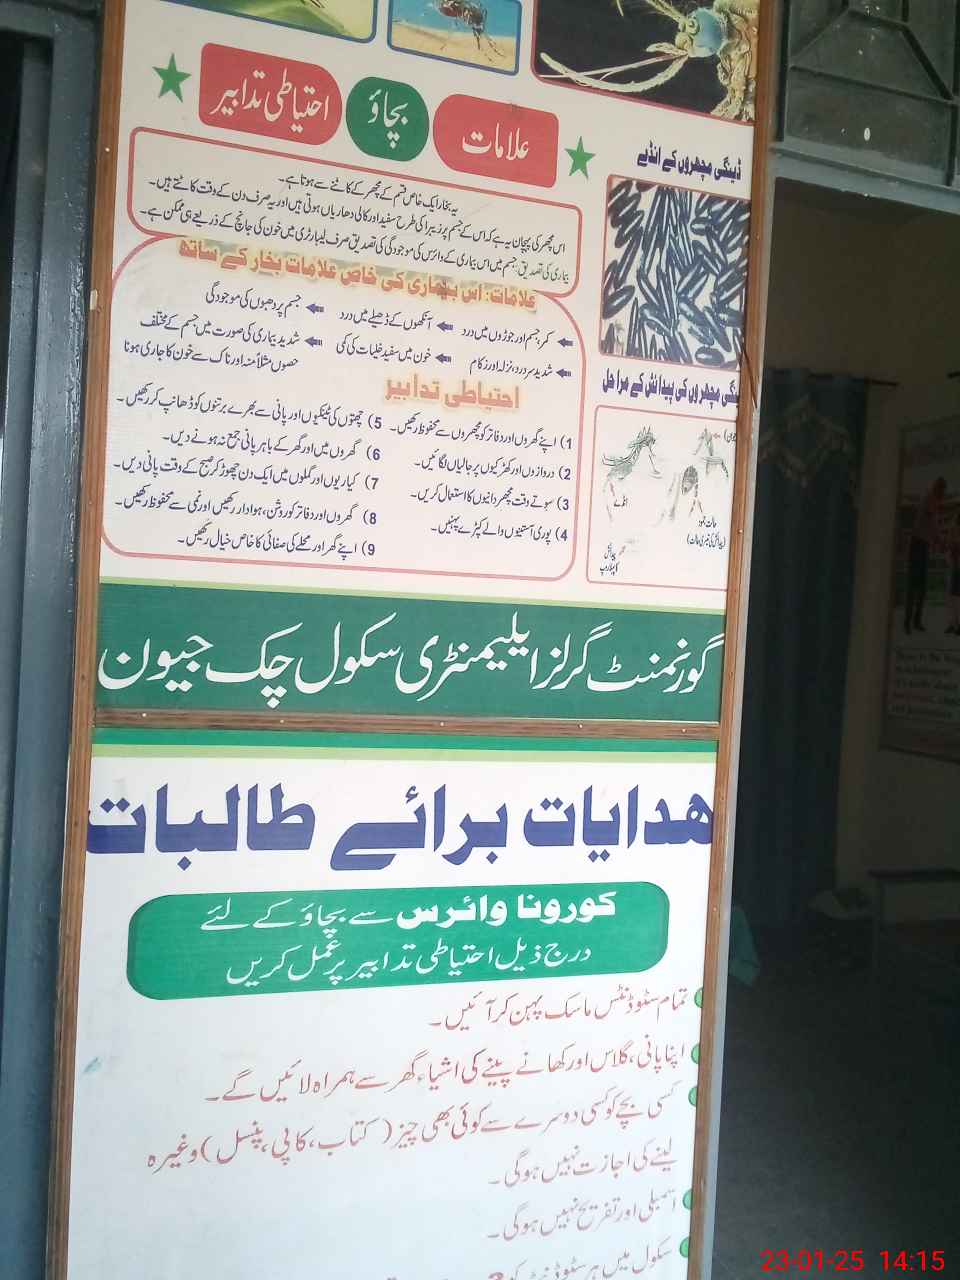 علامات
بچاؤ
احتیاطی تدابیر
ڈینگی مچھروں کے انڈے
یہ بخار ایک خاص قسم کے مچھر کے کاٹنے سے ہوتا ہے۔
اس مچھر کی پہچان یہ ہے کہ اس کے جسم پر زیبرا کی طرح سفید اور کالی دھاریاں ہوتی ہیں اور یہ صرف دن کے وقت کاٹتے ہیں۔
بیماری کی تصدیق: جسم میں اس بیماری کے وائرس کی موجودگی کی تصدیق صرف لیبارٹری میں خون کی جانچ کے ذریعے ہی ممکن ہے۔
علامات: اس بیماری کی خاص علامات بخار کے ساتھ
کمر، جسم اور جوڑوں میں درد
آنکھوں کے ڈھیلے میں درد
جسم پر دھبوں کی موجودگی
شدید سر درد، نزلہ اور زکام
خون میں سفید خلیات کی کمی
شدید بیماری کی صورت میں جسم کے مختلف
حصوں مثلاً منہ اور ناک سے خون کا جاری ہونا
احتیاطی تدابیر
1) اپنے گھروں اور دفاتر کو مچھروں سے محفوظ رکھیں۔
2) دروازوں اور کھڑکیوں پر جالیاں لگائیں۔
3) سوتے وقت مچھر دانیوں کا استعمال کریں۔
4) پوری آستینوں والے کپڑے پہنیں۔
5) چھتوں کی ٹینکیوں اور پانی سے بھرے برتنوں کو ڈھانپ کر رکھیں۔
6) گھروں میں اور گھر کے باہر پانی جمع نہ ہونے دیں۔
7) کیاریوں اور گملوں میں ایک دن چھوڑ کر صبح کے وقت پانی دیں۔
8) گھروں اور دفاتر کو روشن، ہوادار رکھیں اور نمی سے محفوظ رکھیں۔
9) اپنے گھر اور محلے کی صفائی کا خاص خیال رکھیں۔
مچھروں کی پیدائش کے مراحل
انڈے
گورنمنٹ گرلز ایلیمنٹری سکول چک جیون
ھدایات برائے طالبات
کورونا وائرس سے بچاؤ کے لئے
درج ذیل احتیاطی تدابیر پر عمل کریں
تمام سٹوڈنٹس ماسک پہن کر آئیں۔
اپنا پانی، گلاس اور کھانے پینے کی اشیاء گھر سے ہمراہ لائیں گے۔
کسی بچے کو کسی دوسرے سے کوئی بھی چیز (کتاب، کاپی، پنسل) وغیرہ
لینے کی اجازت نہیں ہوگی۔
اسمبلی اور تفریح نہیں ہوگی۔
سکول میں ہر سٹوڈنٹ کو 3
23-01-25 14:15